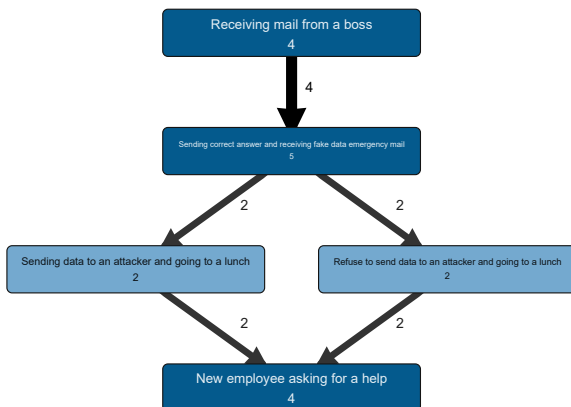 Receiving mail from a boss
4
4
Sending correct answer and receiving fake data emergency mail
5
2
2
Sending data to an attacker and going to a lunch
2
Refuse to send data to an attacker and going to a lunch
2
2
2
New employee asking for a help
4